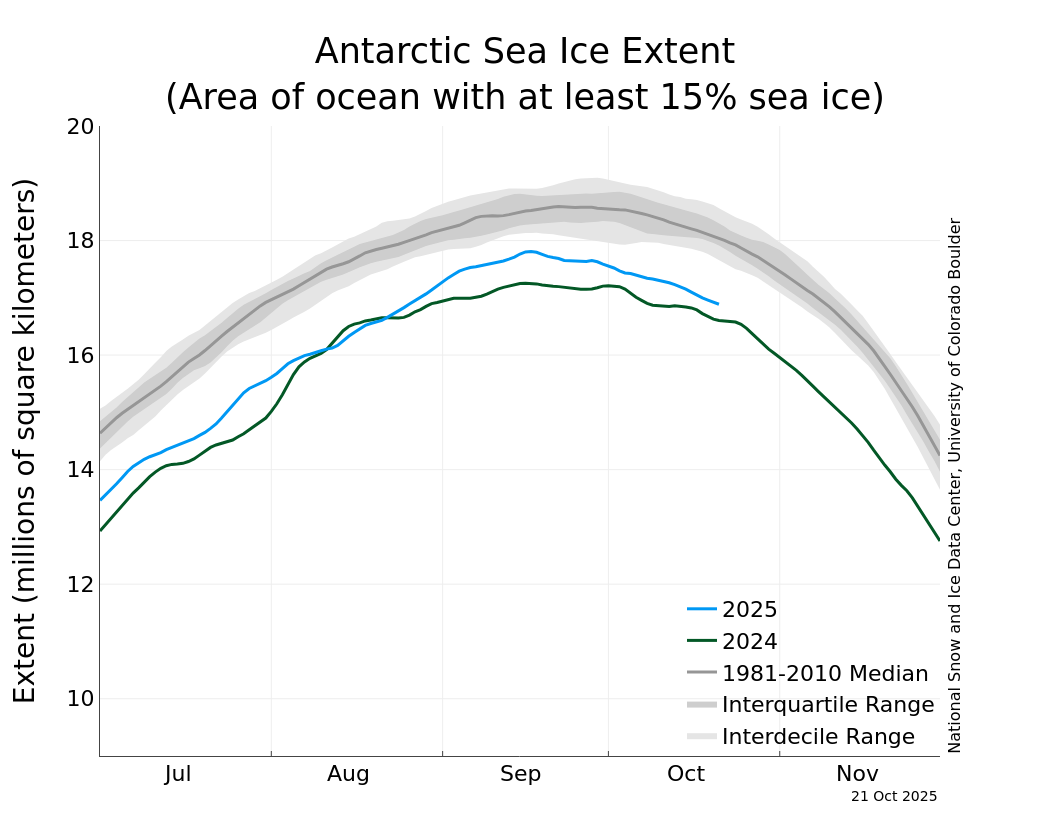 Antarctic Sea Ice Extent
(Area of ocean with at least 15% sea ice)
Extent (millions of square kilometers)
20
18
16
14
12
10
Jul
Aug
Sep
Oct
Nov
2025
2024
1981-2010 Median
Interquartile Range
Interdecile Range
National Snow and Ice Data Center, University of Colorado Boulder
21 Oct 2025